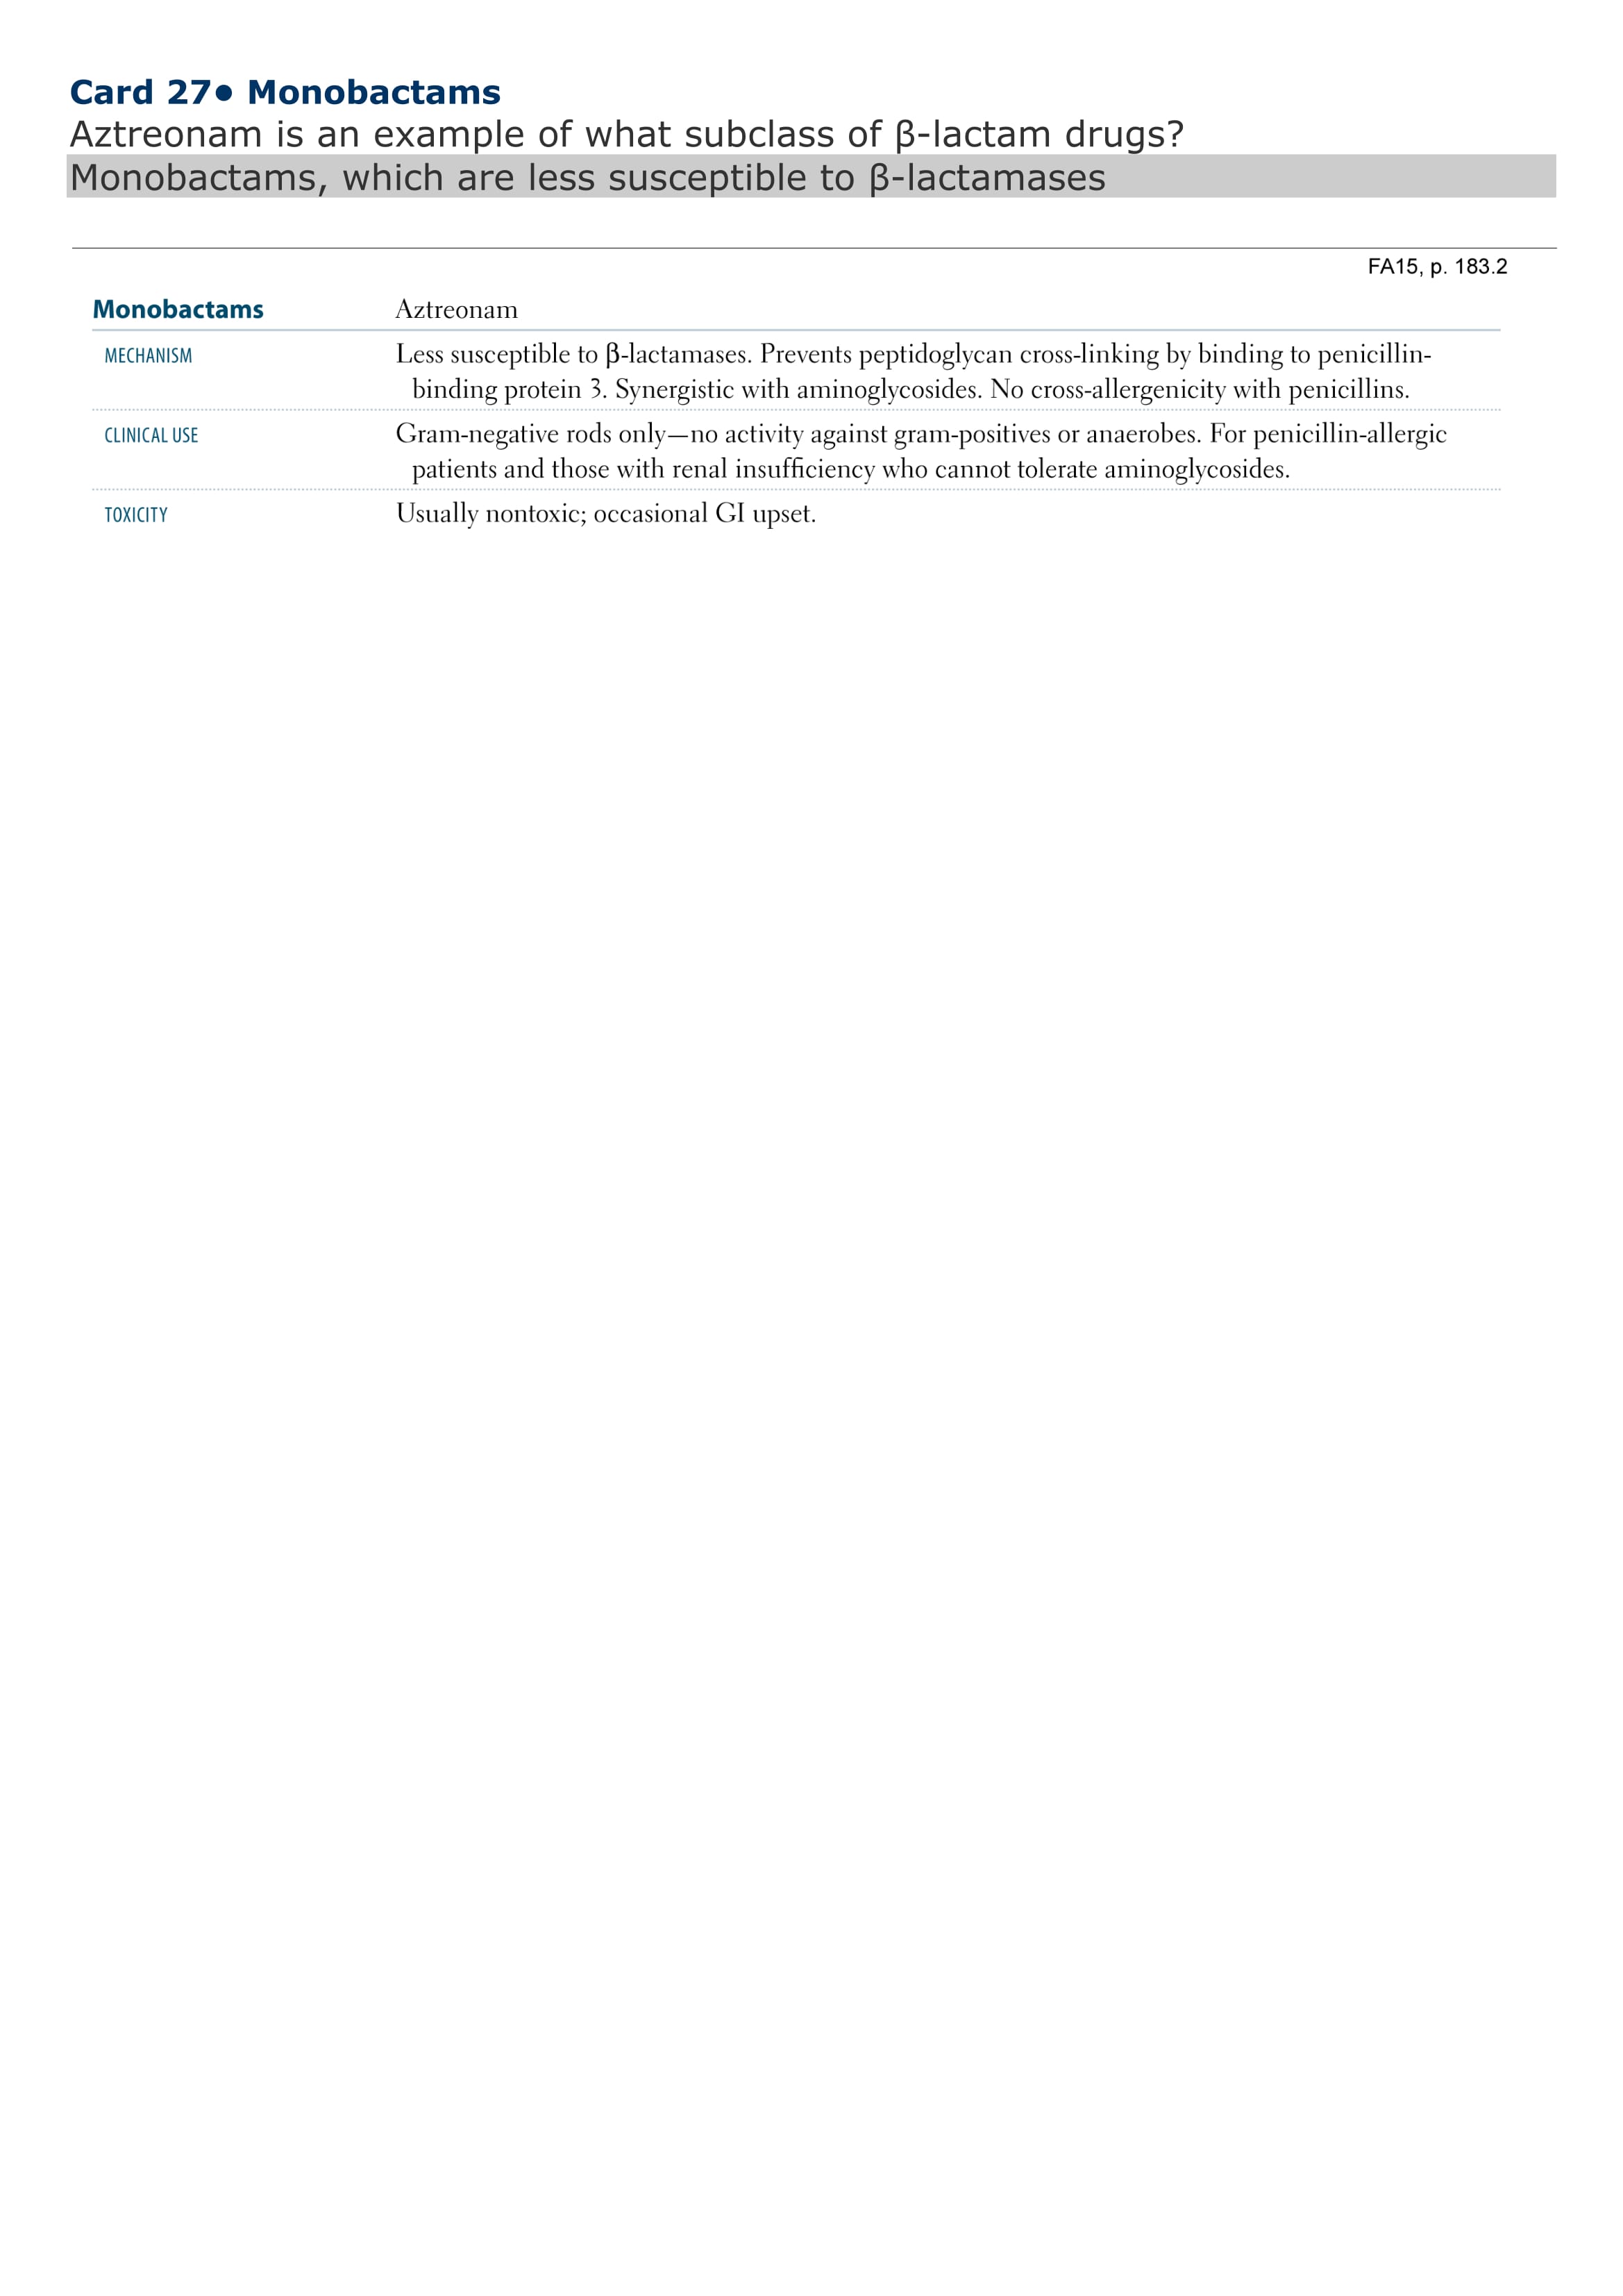 Card 27● Monobactams
Aztreonam is an example of what subclass of β-lactam drugs?
Monobactams, which are less susceptible to β-lactamases
FA15, p. 183.2
Monobactams Aztreonam
MECHANISM Less susceptible to β-lactamases. Prevents peptidoglycan cross-linking by binding to penicillin-
binding protein 3. Synergistic with aminoglycosides. No cross-allergenicity with penicillins.
CLINICAL USE Gram-negative rods only—no activity against gram-positives or anaerobes. For penicillin-allergic
patients and those with renal insufficiency who cannot tolerate aminoglycosides.
TOXICITY Usually nontoxic; occasional GI upset.